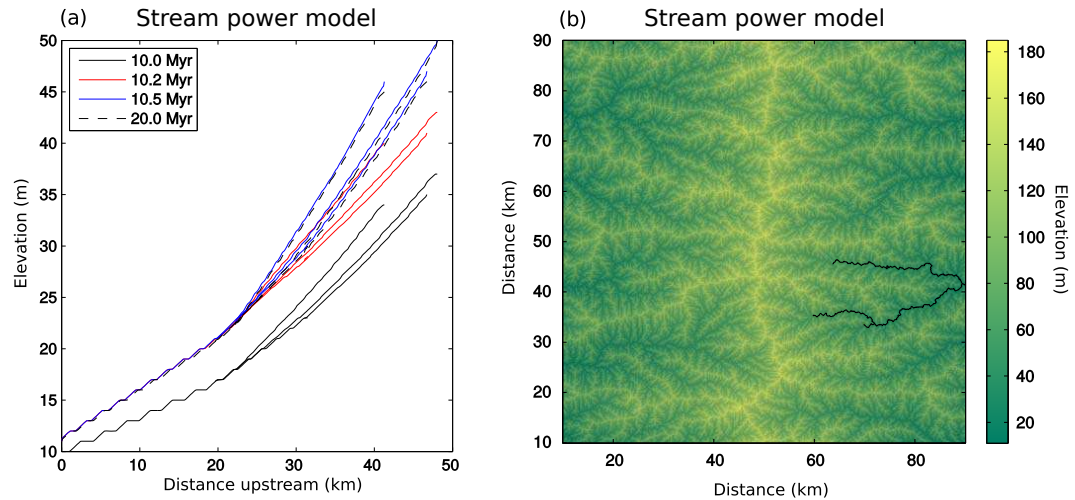 (a) Stream power model
50
45
40
35
30
25
20
15
10
0 10 20 30 40 50
Elevation (m)
Distance upstream (km)
10.0 Myr
10.2 Myr
10.5 Myr
20.0 Myr
(b) Stream power model
90
80
70
60
50
40
30
20
10
20 40 60 80
Distance (km)
Distance (km)
180
160
140
120
100
80
60
40
20
Elevation (m)